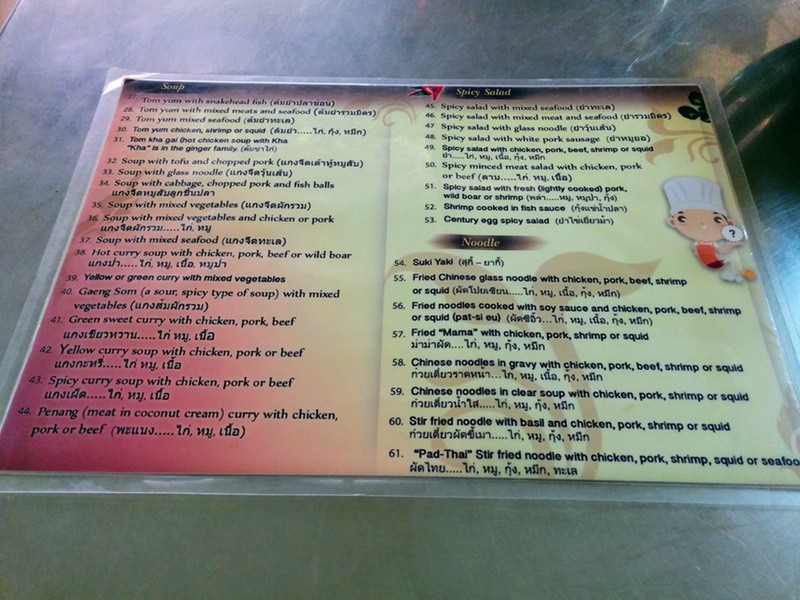 Soup
27. Tom yum with snakehead fish (ต้มยำปลาช่อน)
28. Tom yum with mixed meats and seafood (ต้มยำรวมมิตร)
29. Tom yum mixed seafood (ต้มยำทะเล)
30. Tom yum chicken, shrimp or squid (ต้มยำ.....ไก่, กุ้ง, หมึก)
31. Tom kha gai (hot chicken soup with Kha
"Kha" is in the ginger family. (ต้มข่าไก่)
32. Soup with tofu and chopped pork (แกงจืดเต้าหู้หมูสับ)
33. Soup with glass noodle (แกงจืดวุ้นเส้น)
34. Soup with cabbage, chopped pork and fish balls
แกงจืดหมูสับลูกชิ้นปลา
35. Soup with mixed vegetables (แกงจืดผักรวม)
36. Soup with mixed vegetables and chicken or pork
แกงจืดผักรวม.....ไก่, หมู
37. Soup with mixed seafood (แกงจืดทะเล)
38. Hot curry soup with chicken, pork, beef or wild boar
แกงป่า.....ไก่, หมู, เนื้อ, หมูป่า
39. Yellow or green curry with mixed vegetables
40. Gaeng Som (a sour, spicy type of soup) with mixed
vegetables (แกงส้มผักรวม)
41. Green sweet curry with chicken, pork, beef
แกงเขียวหวาน.....ไก่, หมู, เนื้อ
42. Yellow curry soup with chicken, pork or beef
แกงกะหรี่.....ไก่, หมู, เนื้อ
43. Spicy curry soup with chicken, pork or beef
แกงเผ็ด.....ไก่, หมู, เนื้อ
44. Penang (meat in coconut cream) curry with chicken,
pork or beef (พะแนง.....ไก่, หมู, เนื้อ)
Spicy Salad
45. Spicy salad with mixed seafood (ยำทะเล)
46. Spicy salad with mixed meat and seafood (ยำรวมมิตร)
47 Spicy salad with glass noodle (ยำวุ้นเส้น)
48. Spicy salad with white pork sausage (ยำหมูยอ)
49. Spicy salad with chicken, pork, beef, shrimp or squid
ยำ.....ไก่, หมู, เนื้อ, กุ้ง, หมึก
50. Spicy minced meat salad with chicken, pork
or beef (ลาบ.....ไก่, หมู, เนื้อ)
51. Spicy salad with fresh (lightly cooked) pork,
wild boar or shrimp (พล่า.....หมู, หมูป่า, กุ้ง)
52. Shrimp cooked in fish sauce (กุ้งแช่น้ำปลา)
53. Century egg spicy salad (ยำไข่เยี่ยวม้า)
?
Noodle
54. Suki Yaki (สุกี้ - ยากี้)
55. Fried Chinese glass noodle with chicken, pork, beef, shrimp
or squid (ผัดโปยเซียน.....ไก่, หมู, เนื้อ, กุ้ง, หมึก)
56. Fried noodles cooked with soy sauce and chicken, pork, beef, shrimp
or squid (pat-si eu) (ผัดซีอิ๊ว...ไก่, หมู, เนื้อ, กุ้ง, หมึก)
57. Fried "Mama" with chicken, pork, shrimp or squid
ม่าม่าผัด....ไก่, หมู, กุ้ง, หมึก
58. Chinese noodles in gravy with chicken, pork, beef, shrimp or squid
ก๋วยเตี๋ยวราดหน้า...ไก่, หมู, เนื้อ, กุ้ง, หมึก
59. Chinese noodles in clear soup with chicken, pork, shrimp or squid
ก๋วยเตี๋ยวน้ำใส.....ไก่, หมู, กุ้ง, หมึก
60. Stir fried noodle with basil and chicken, pork, shrimp or squid
ก๋วยเตี๋ยวผัดขี้เมา.....ไก่, หมู, กุ้ง, หมึก
61. "Pad-Thai" Stir fried noodle with chicken, pork, shrimp, squid or seafoo
ผัดไทย.....ไก่, หมู, กุ้ง, หมึก, ทะเล